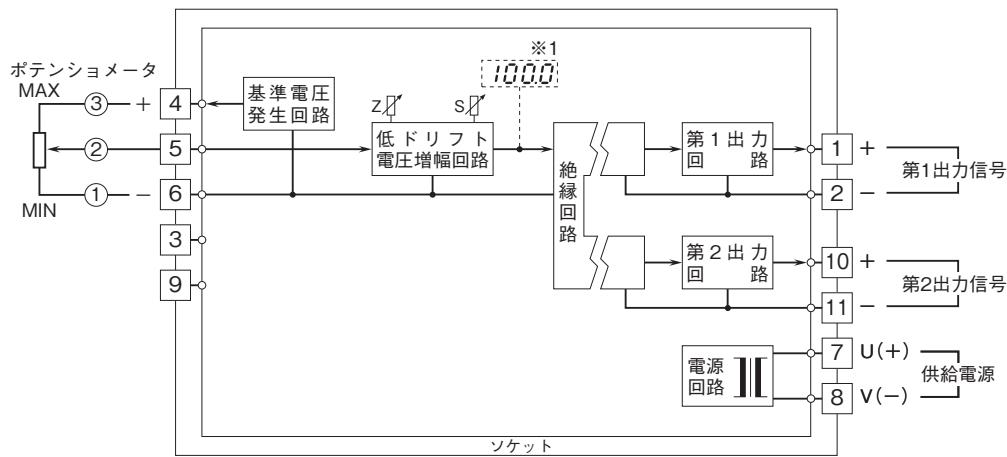 ※1
100.0
ポテンショメータ
MAX
③ + 4
基準電圧
発生回路
Z
S
② 5
低ドリフト
電圧増幅回路
① − 6
MIN
3
9
絶縁回路
第1出力
回路
1 +
2 −
第1出力信号
第2出力
回路
10 +
11 −
第2出力信号
電源
回路
7 U(+)
8 V(−)
供給電源
ソケット